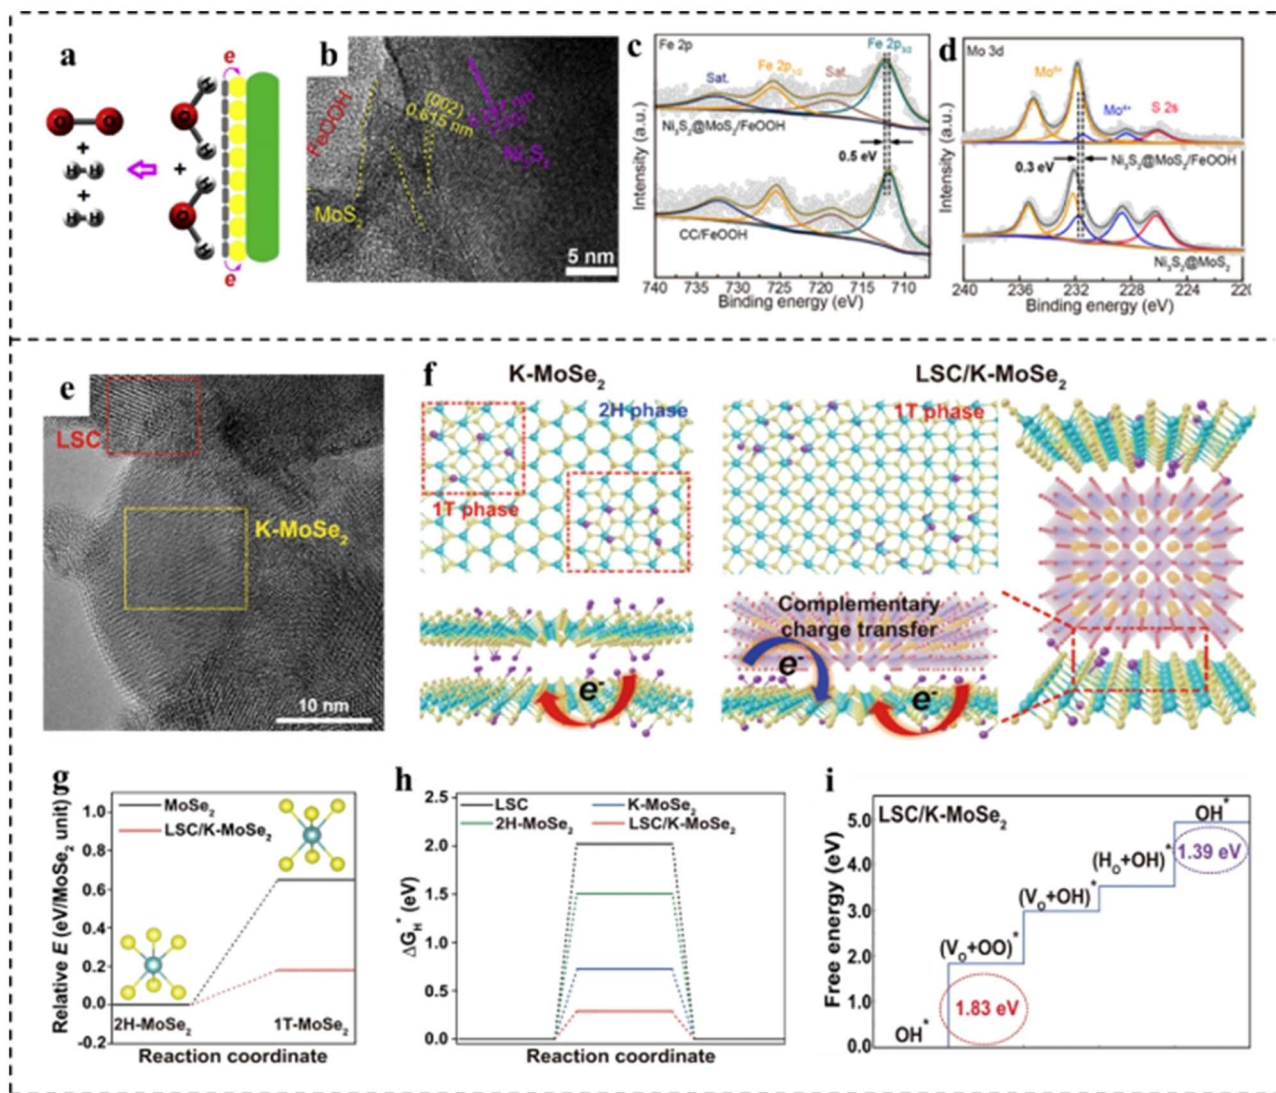 a
e
O
O
H
H
+
H
H
+
+
H
H
H
H
e
b
FeOOH
(002)
0.615 nm
Ni₃S₂
MoS₂
5 nm
c
Fe 2p
Fe 2p₃/₂
Fe 2p₁/₂
Sat.
Sat.
Ni₃S₂@MoS₂/FeOOH
0.5 eV
CC/FeOOH
Intensity (a.u.)
740 735 730 725 720 715 710
Binding energy (eV)
d
Mo 3d
Mo⁶⁺
Mo⁴⁺
S 2s
0.3 eV
Ni₃S₂@MoS₂/FeOOH
Ni₃S₂@MoS₂
Intensity (a.u.)
240 236 232 228 224 220
Binding energy (eV)
e
LSC
K-MoSe₂
10 nm
f
K-MoSe₂
LSC/K-MoSe₂
2H phase
1T phase
1T phase
Complementary
charge transfer
e⁻
e⁻
e⁻
g
MoSe₂
LSC/K-MoSe₂
Relative E (eV/MoSe₂ unit)
1.0
0.8
0.6
0.4
0.2
0.0
-0.2
2H-MoSe₂
1T-MoSe₂
Reaction coordinate
h
LSC
K-MoSe₂
2H-MoSe₂
LSC/K-MoSe₂
ΔG_H* (eV)
2.5
2.0
1.5
1.0
0.5
0.0
Reaction coordinate
i
LSC/K-MoSe₂
OH*
1.39 eV
(H_O+OH)*
(V_O+OH)*
(V_O+OO)*
1.83 eV
OH*
Free energy (eV)
5.0
4.0
3.0
2.0
1.0
0.0